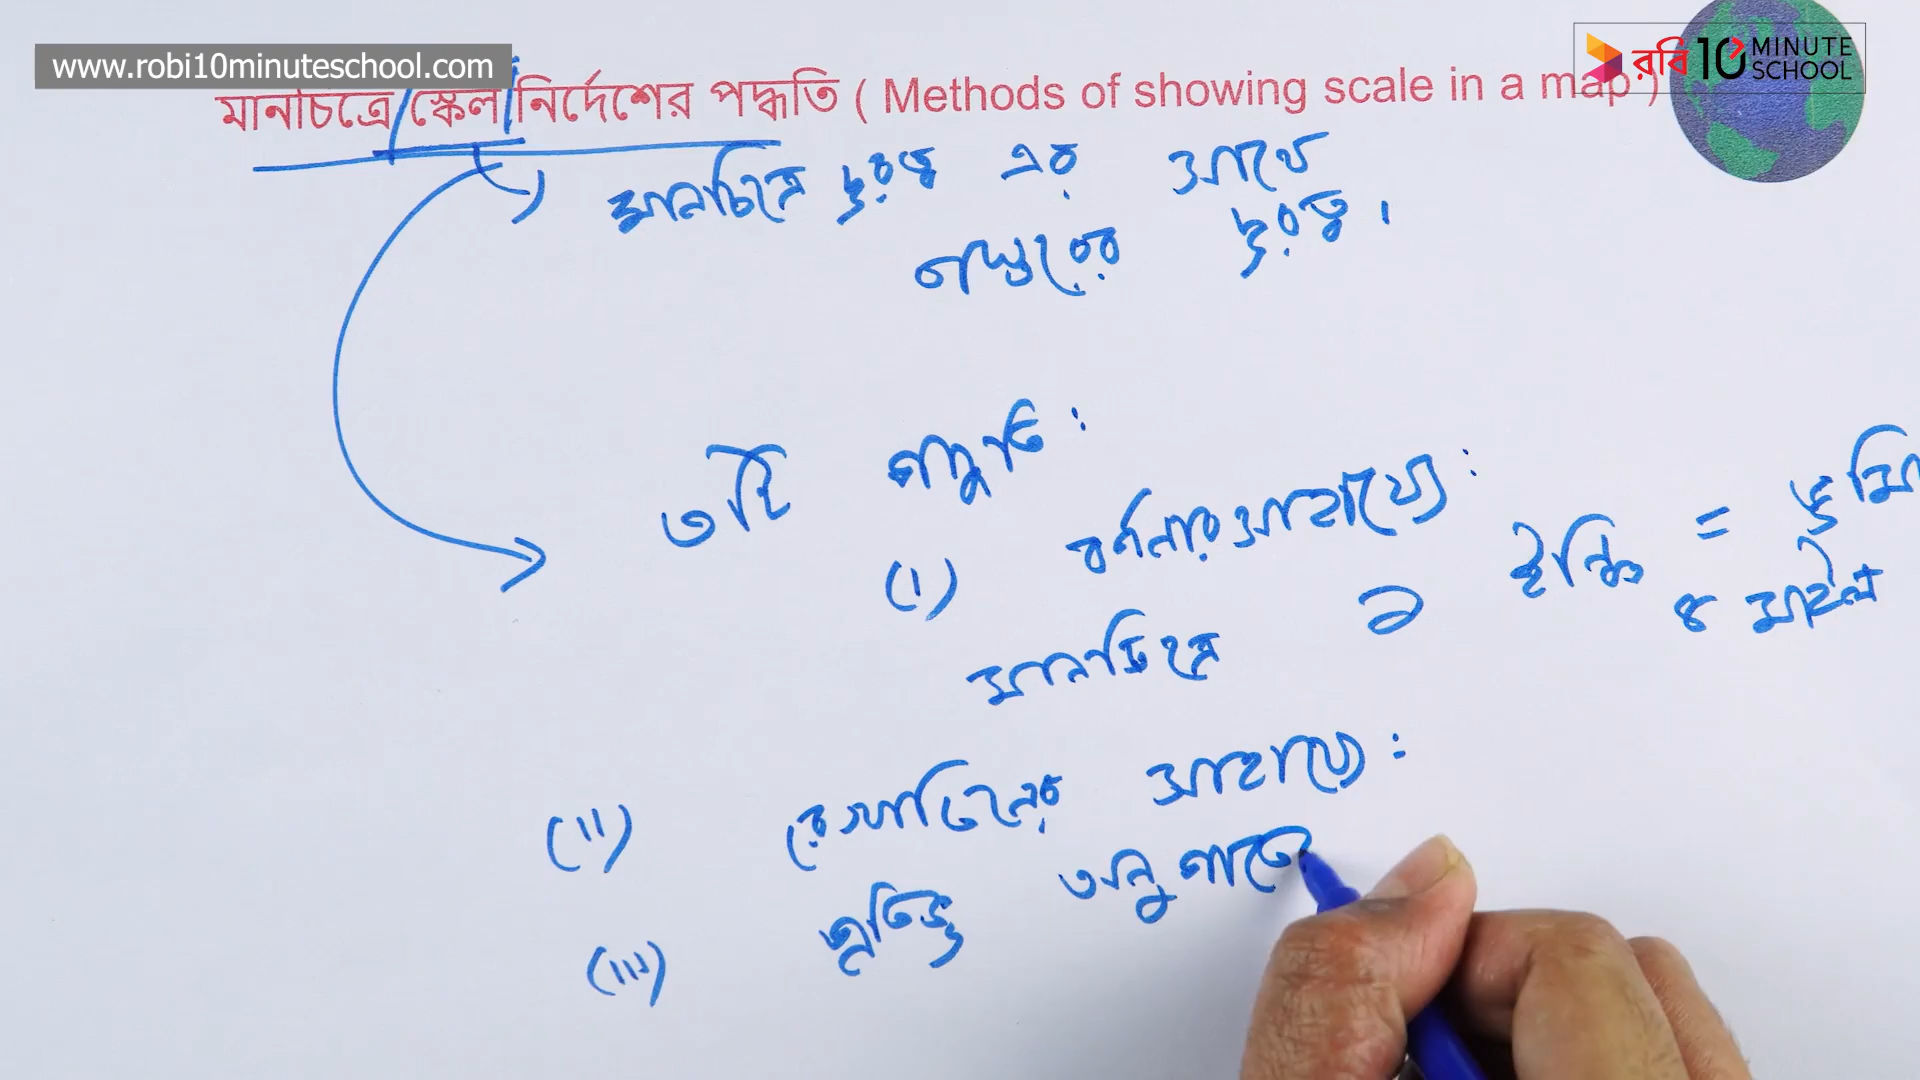 www.robi10minuteschool.com
রবি 10 MINUTE SCHOOL
মানচিত্রে স্কেল নির্দেশের পদ্ধতি ( Methods of showing scale in a map )
মানচিত্রে দূরত্ব এর সাথে
দূরত্ব ।
৩টি পদ্ধতি :
(i) বর্ণনার সাহায্যে :
মানচিত্রে ১ ইঞ্চি = ভূমি
৪ মাইল
(ii) রেখাচিত্রের সাহায্যে :
(iii) প্রতিভূ অনুপাতে